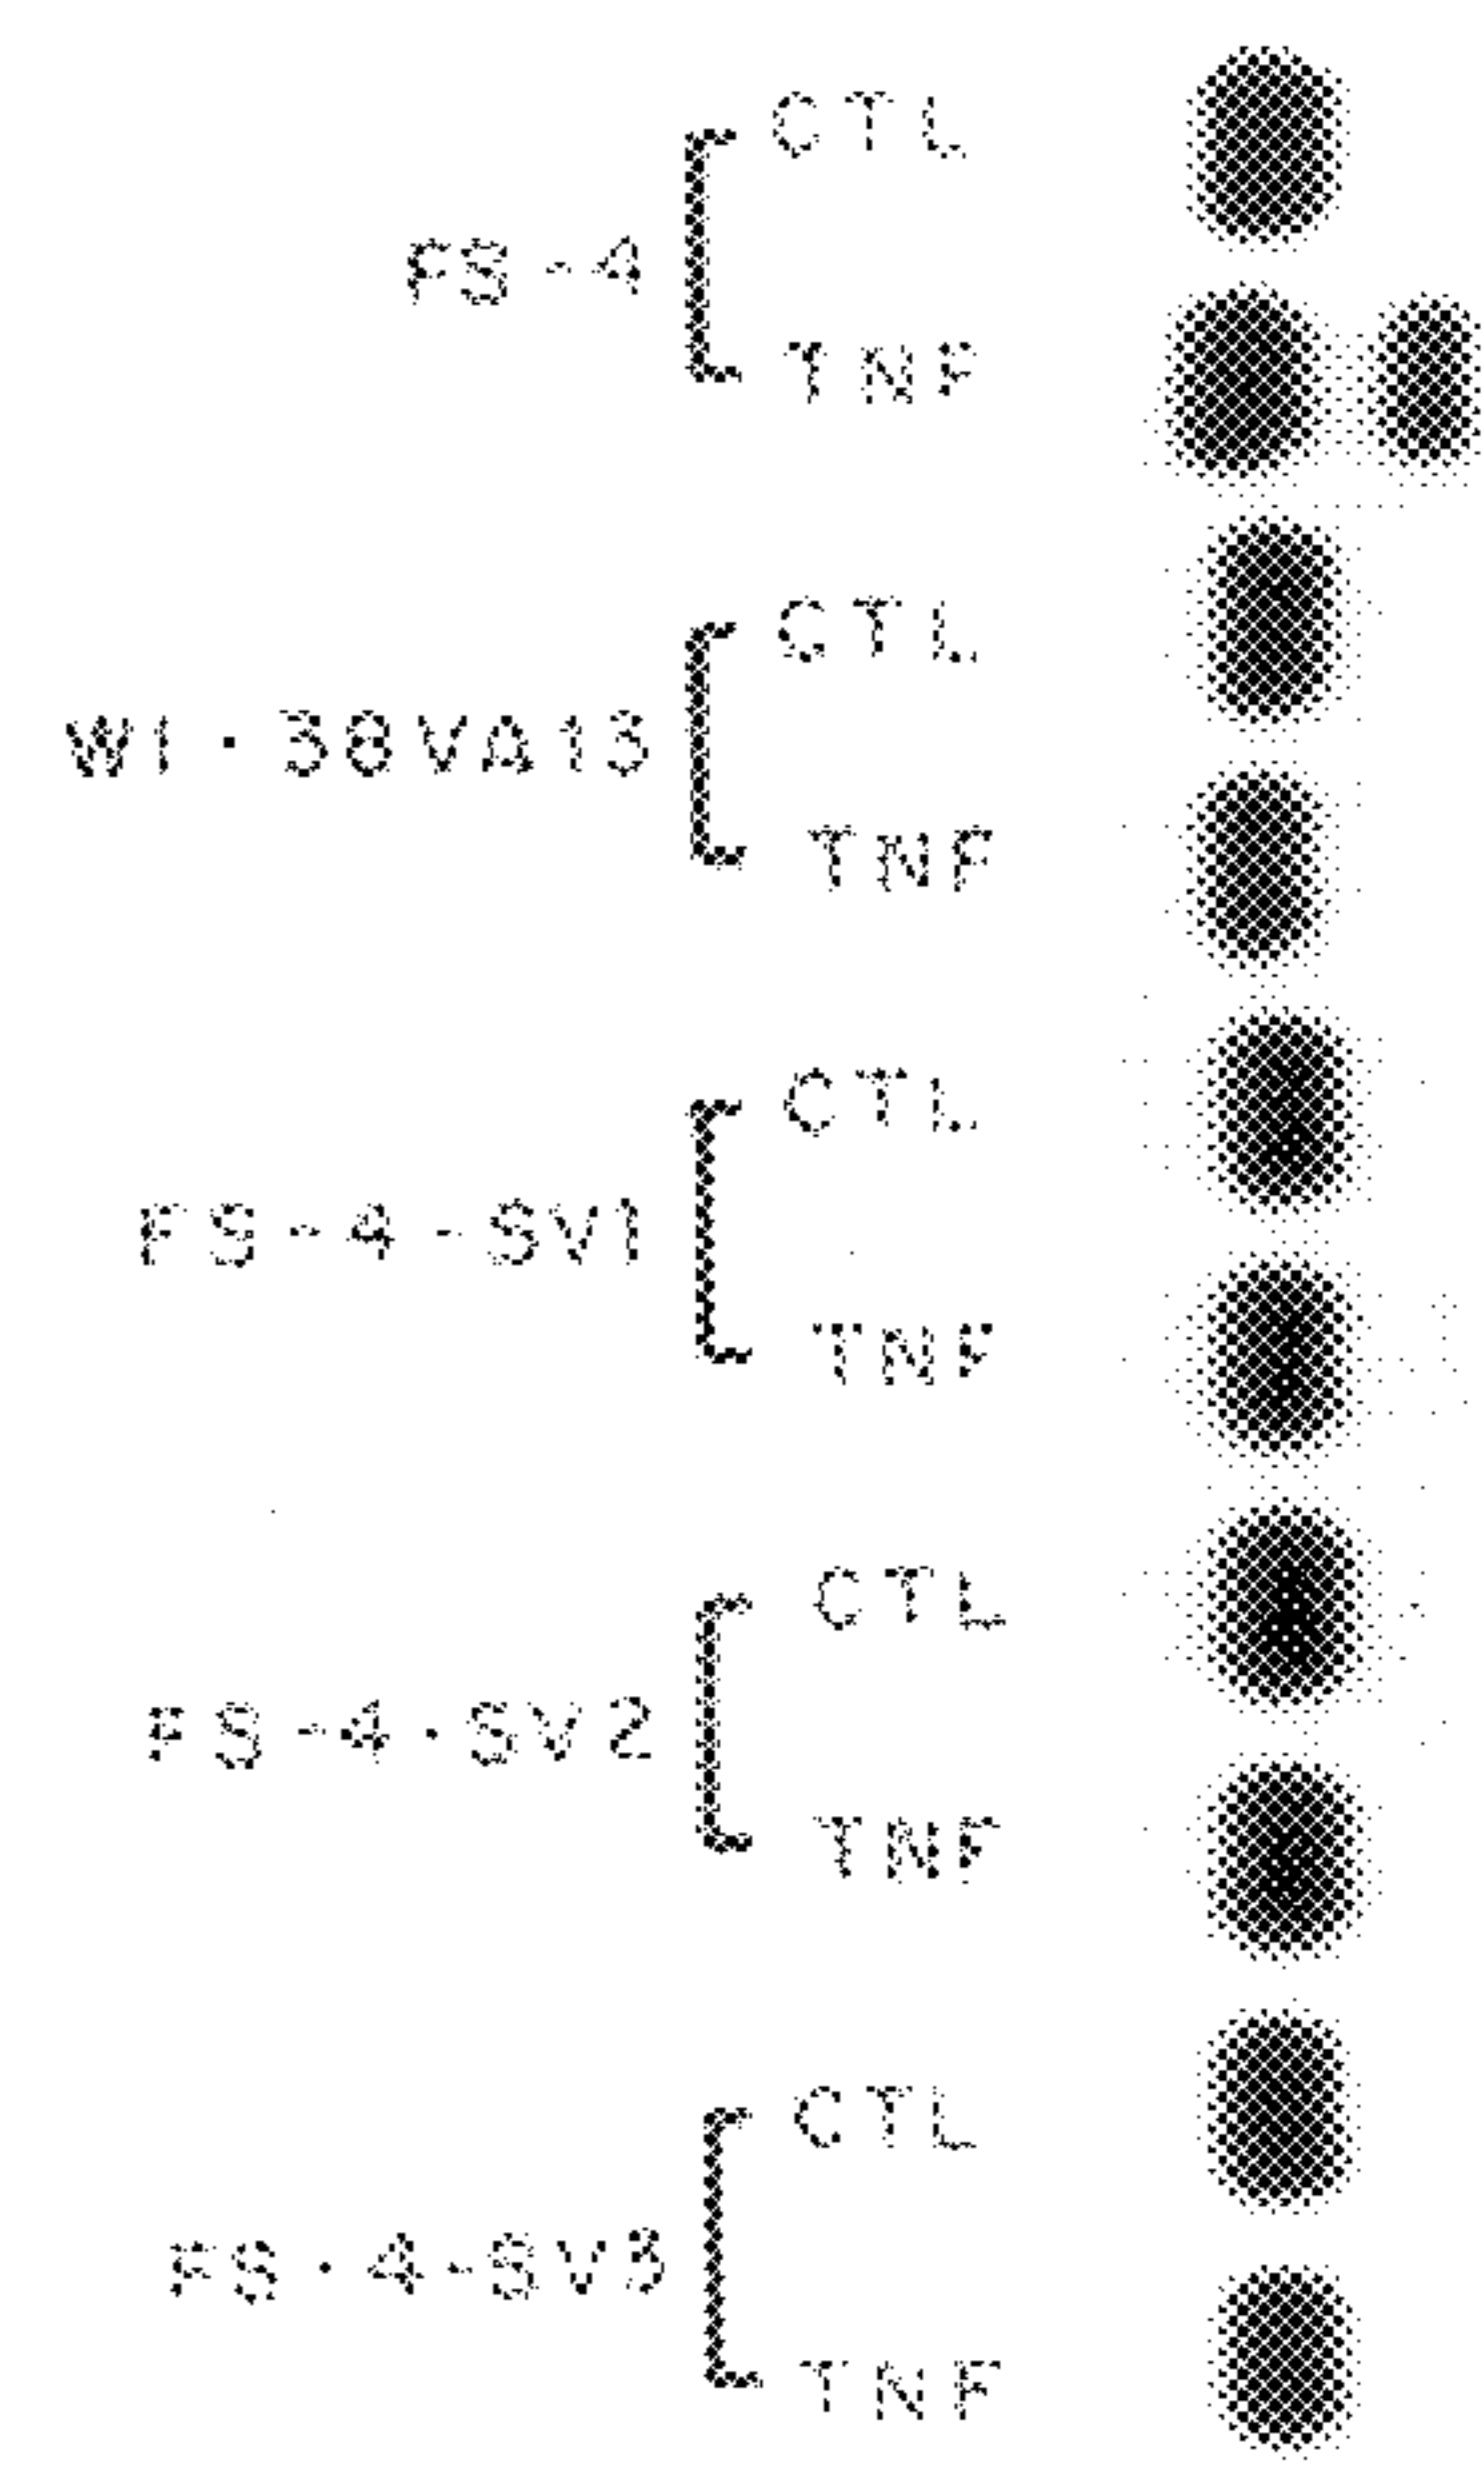 CTL
FS-4
TNF
CTL
WI-38VA13
TNF
CTL
FS-4-SV1
TNF
CTL
FS-4-SV2
TNF
CTL
FS-4-SV3
TNF